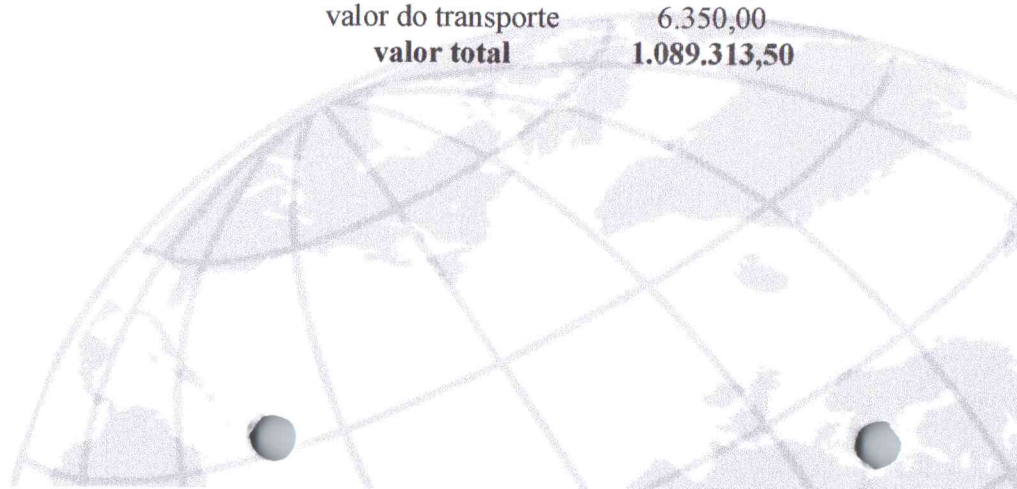 valor do transporte 6.350,00
valor total 1.089.313,50